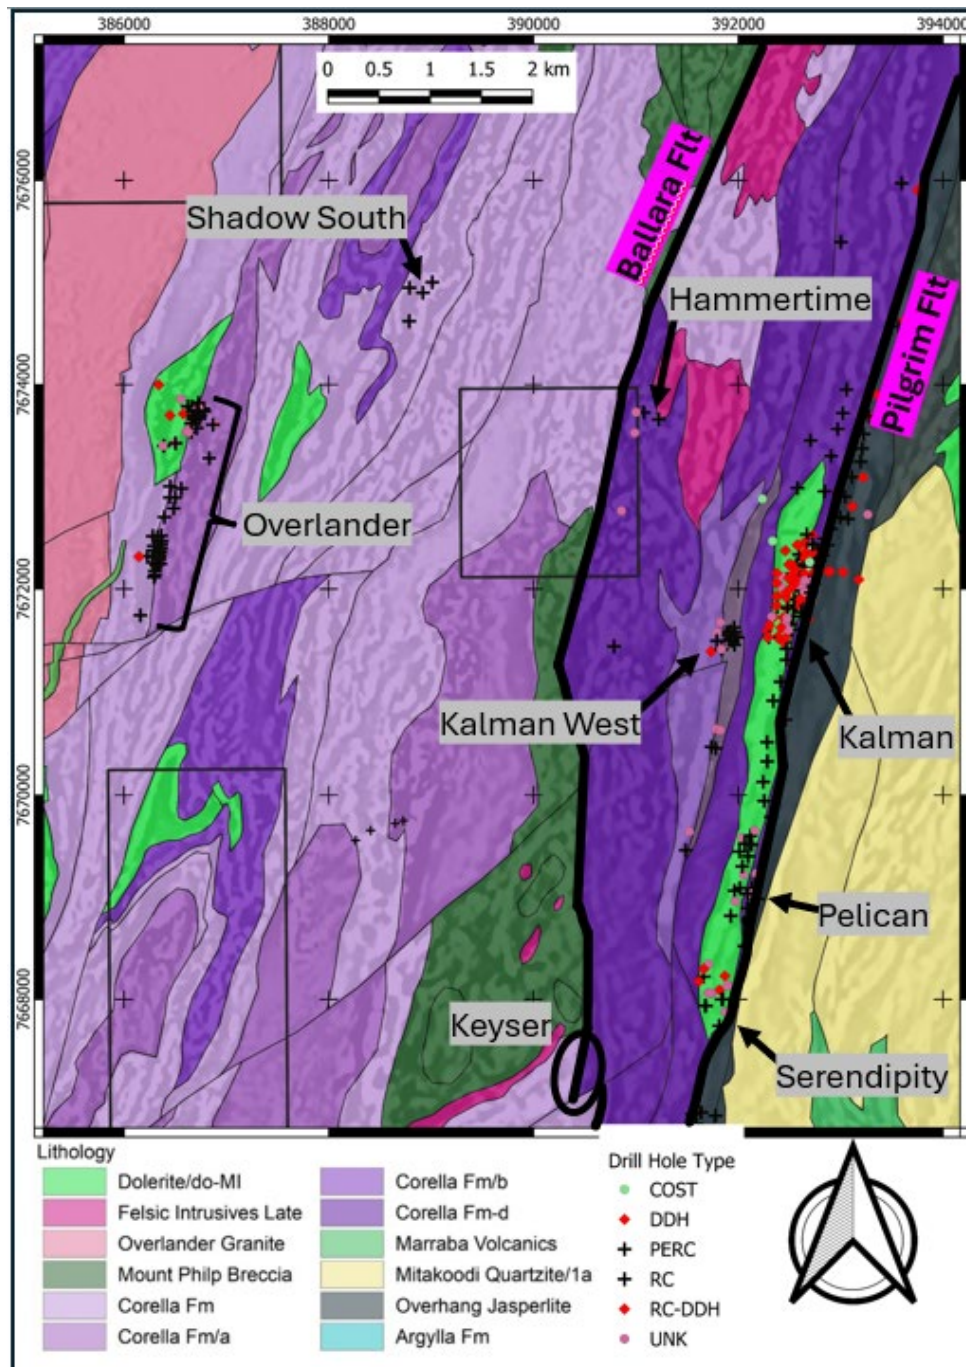 386000
388000
390000
392000
394000
0 0.5 1 1.5 2 km
7676000
7674000
7672000
7670000
7668000
Ballara Flt
Pilgrim Flt
Shadow South
Hammertime
Overlander
Kalman West
Kalman
Pelican
Keyser
Serendipity
Lithology
Dolerite/do-MI
Felsic Intrusives Late
Overlander Granite
Mount Philp Breccia
Corella Fm
Corella Fm/a
Corella Fm/b
Corella Fm-d
Marraba Volcanics
Mitakoodi Quartzite/1a
Overhang Jasperlite
Argylla Fm
Drill Hole Type
COST
DDH
PERC
RC
RC-DDH
UNK